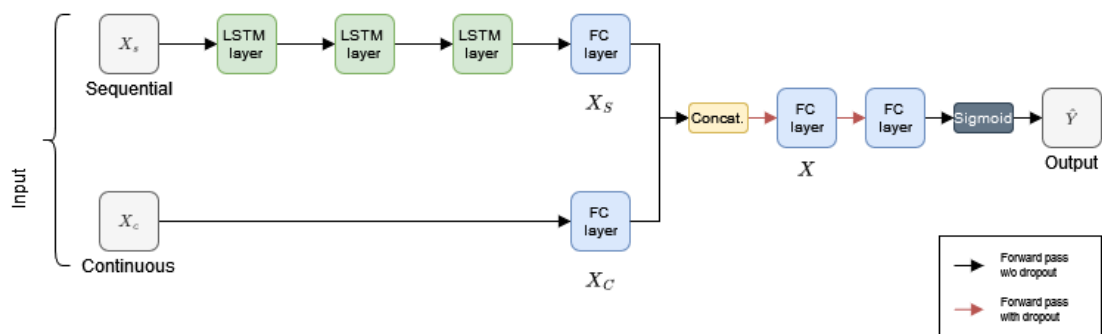 Input
X_s
Sequential
LSTM
layer
LSTM
layer
LSTM
layer
FC
layer
X_S
X_c
Continuous
FC
layer
X_C
Concat.
FC
layer
X
FC
layer
Sigmoid
Ŷ
Output
Forward pass
w/o dropout
Forward pass
with dropout